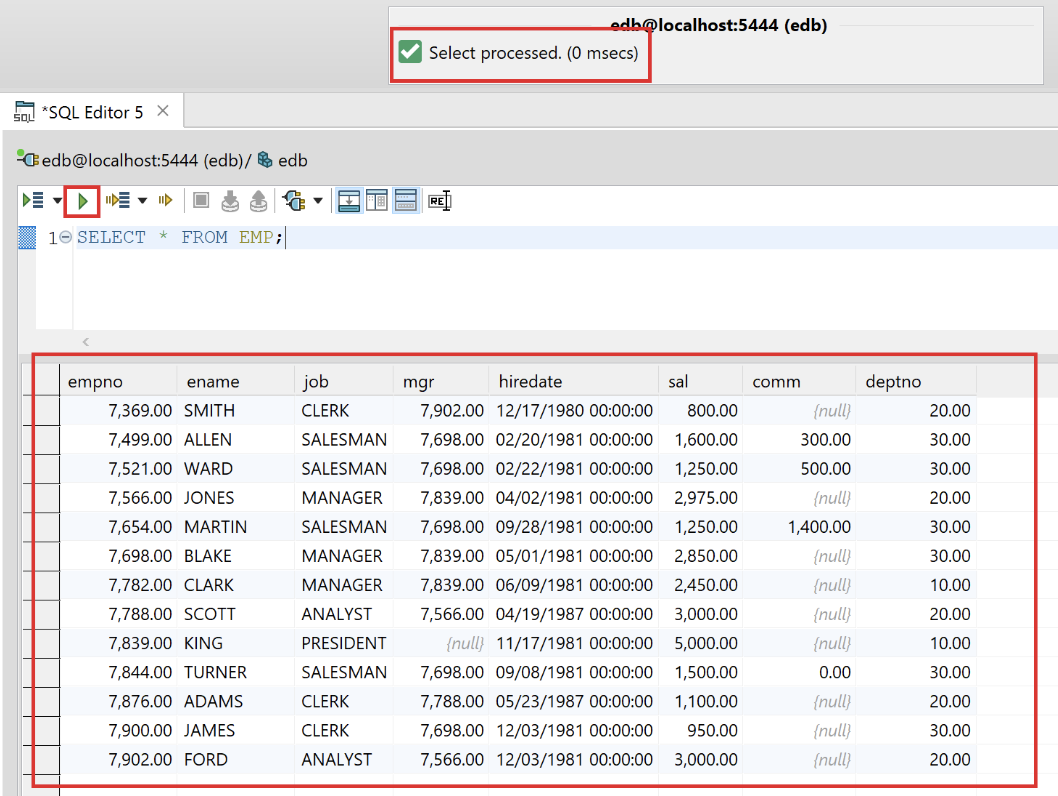 edb@localhost:5444 (edb)
Select processed. (0 msecs)
*SQL Editor 5
edb@localhost:5444 (edb)/ edb
1 SELECT * FROM EMP;
empno ename job mgr hiredate sal comm deptno
7,369.00 SMITH CLERK 7,902.00 12/17/1980 00:00:00 800.00 {null} 20.00
7,499.00 ALLEN SALESMAN 7,698.00 02/20/1981 00:00:00 1,600.00 300.00 30.00
7,521.00 WARD SALESMAN 7,698.00 02/22/1981 00:00:00 1,250.00 500.00 30.00
7,566.00 JONES MANAGER 7,839.00 04/02/1981 00:00:00 2,975.00 {null} 20.00
7,654.00 MARTIN SALESMAN 7,698.00 09/28/1981 00:00:00 1,250.00 1,400.00 30.00
7,698.00 BLAKE MANAGER 7,839.00 05/01/1981 00:00:00 2,850.00 {null} 30.00
7,782.00 CLARK MANAGER 7,839.00 06/09/1981 00:00:00 2,450.00 {null} 10.00
7,788.00 SCOTT ANALYST 7,566.00 04/19/1987 00:00:00 3,000.00 {null} 20.00
7,839.00 KING PRESIDENT {null} 11/17/1981 00:00:00 5,000.00 {null} 10.00
7,844.00 TURNER SALESMAN 7,698.00 09/08/1981 00:00:00 1,500.00 0.00 30.00
7,876.00 ADAMS CLERK 7,788.00 05/23/1987 00:00:00 1,100.00 {null} 20.00
7,900.00 JAMES CLERK 7,698.00 12/03/1981 00:00:00 950.00 {null} 30.00
7,902.00 FORD ANALYST 7,566.00 12/03/1981 00:00:00 3,000.00 {null} 20.00